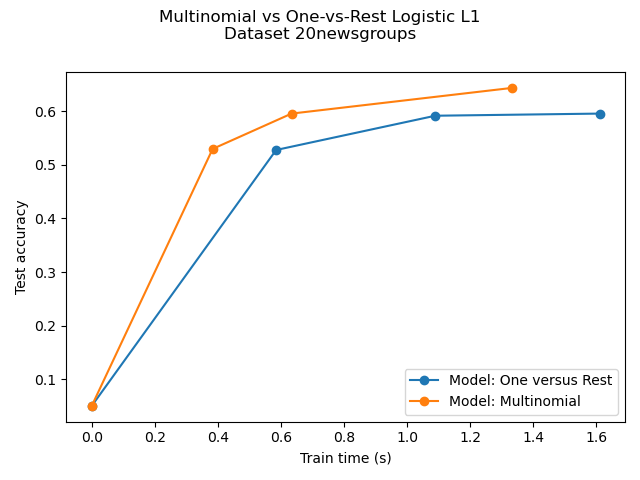 Multinomial vs One-vs-Rest Logistic L1
Dataset 20newsgroups
Test accuracy
0.6
0.5
0.4
0.3
0.2
0.1
Model: One versus Rest
Model: Multinomial
0.0 0.2 0.4 0.6 0.8 1.0 1.2 1.4 1.6
Train time (s)